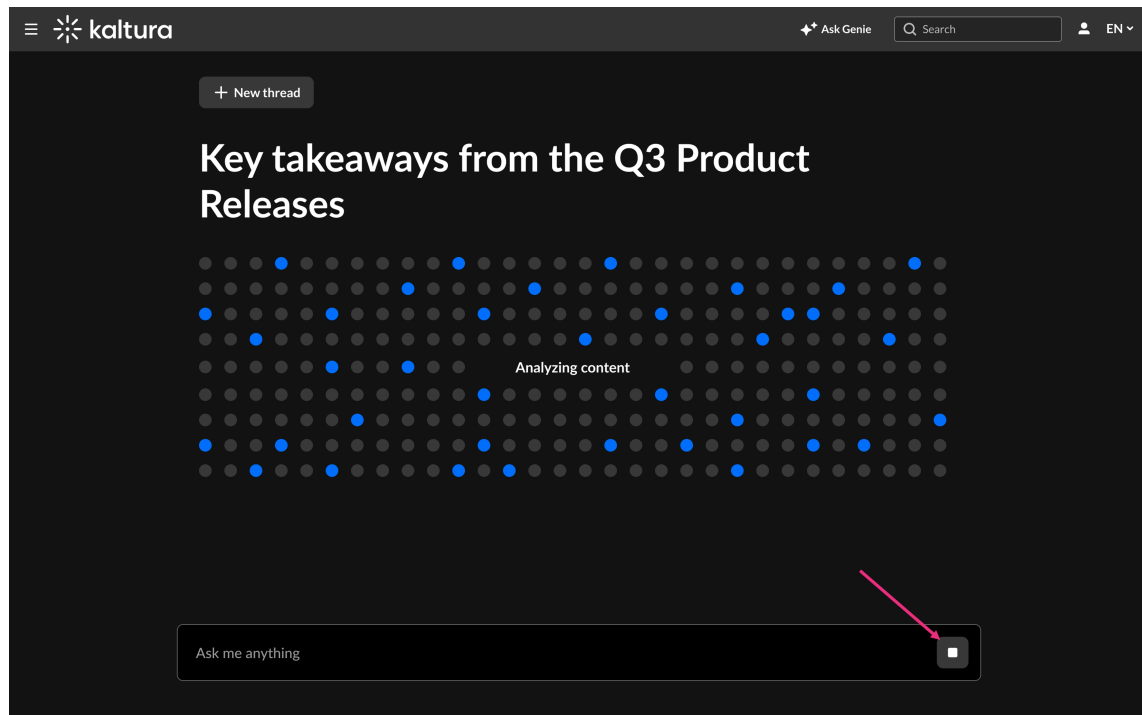 kaltura
Ask Genie
Search
EN
New thread
Key takeaways from the Q3 Product
Releases
Analyzing content
Ask me anything